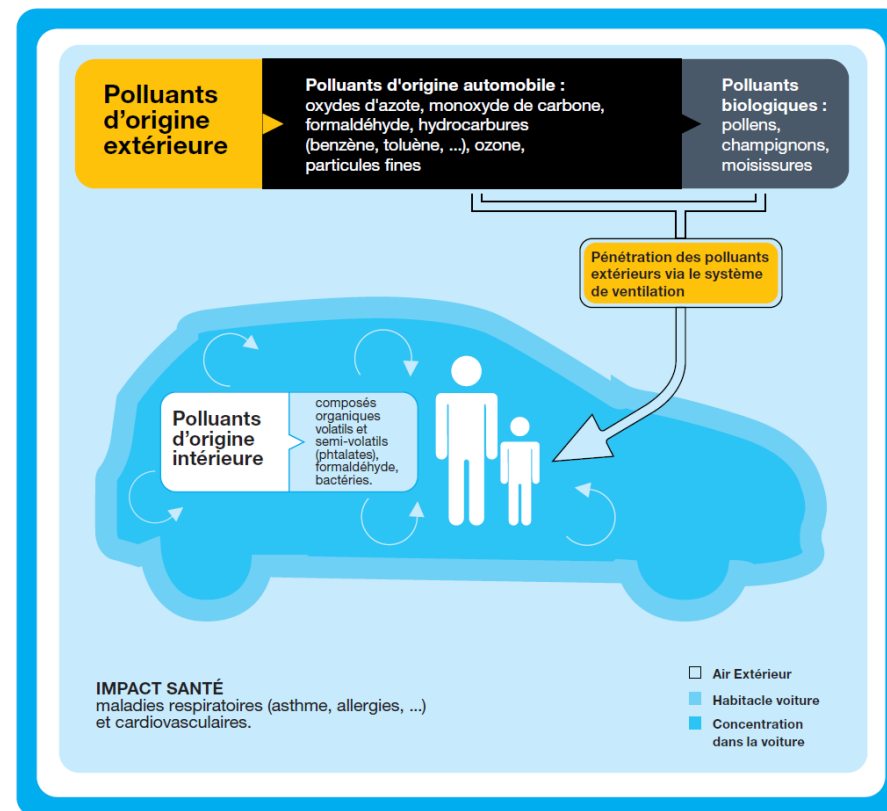 Polluants
d'origine
extérieure
Polluants d'origine automobile :
oxydes d'azote, monoxyde de carbone,
formaldéhyde, hydrocarbures
(benzène, toluène, ...), ozone,
particules fines
Polluants
biologiques :
pollens,
champignons,
moisissures
Pénétration des polluants
extérieurs via le système
de ventilation
Polluants
d'origine
intérieure
composés
organiques
volatils et
semi-volatils
(phtalates),
formaldéhyde,
bactéries.
IMPACT SANTÉ
maladies respiratoires (asthme, allergies, ...)
et cardiovasculaires.
Air Extérieur
Habitacle voiture
Concentration
dans la voiture